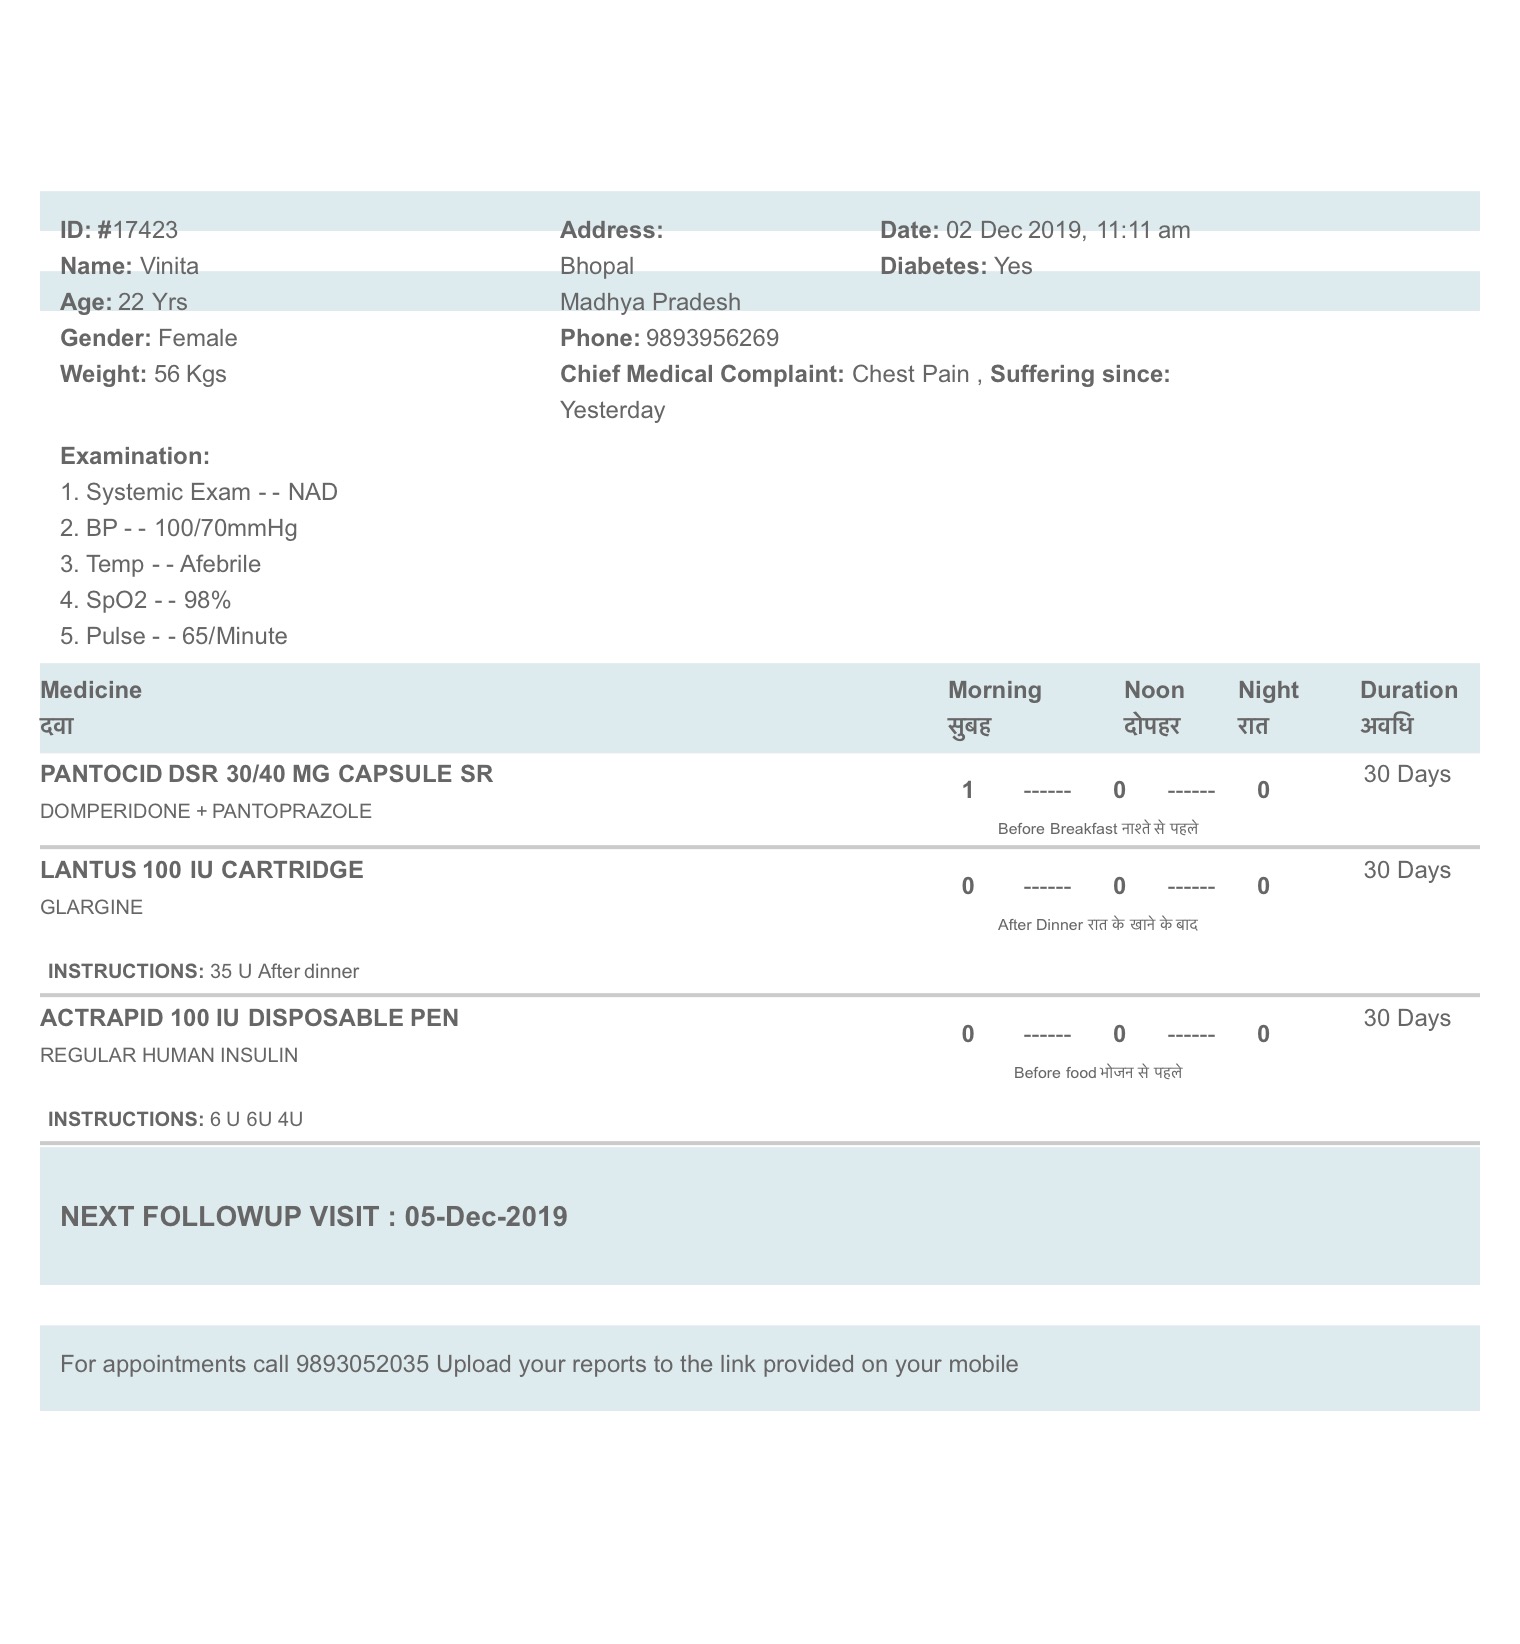 ID: #17423
Name: Vinita
Age: 22 Yrs
Gender: Female
Weight: 56 Kgs
Address:
Bhopal
Madhya Pradesh
Phone: 9893956269
Chief Medical Complaint: Chest Pain , Suffering since:
Yesterday
Date: 02 Dec 2019, 11:11 am
Diabetes: Yes
Examination:
1. Systemic Exam - - NAD
2. BP - - 100/70mmHg
3. Temp - - Afebrile
4. SpO2 - - 98%
5. Pulse - - 65/Minute
Medicine Morning Noon Night Duration
दवा सुबह दोपहर रात अवधि
PANTOCID DSR 30/40 MG CAPSULE SR 1 ------ 0 ------ 0 30 Days
DOMPERIDONE + PANTOPRAZOLE
Before Breakfast नाश्ते से पहले
LANTUS 100 IU CARTRIDGE 0 ------ 0 ------ 0 30 Days
GLARGINE
After Dinner रात के खाने के बाद
INSTRUCTIONS: 35 U After dinner
ACTRAPID 100 IU DISPOSABLE PEN 0 ------ 0 ------ 0 30 Days
REGULAR HUMAN INSULIN
Before food भोजन से पहले
INSTRUCTIONS: 6 U 6U 4U
NEXT FOLLOWUP VISIT : 05-Dec-2019
For appointments call 9893052035 Upload your reports to the link provided on your mobile